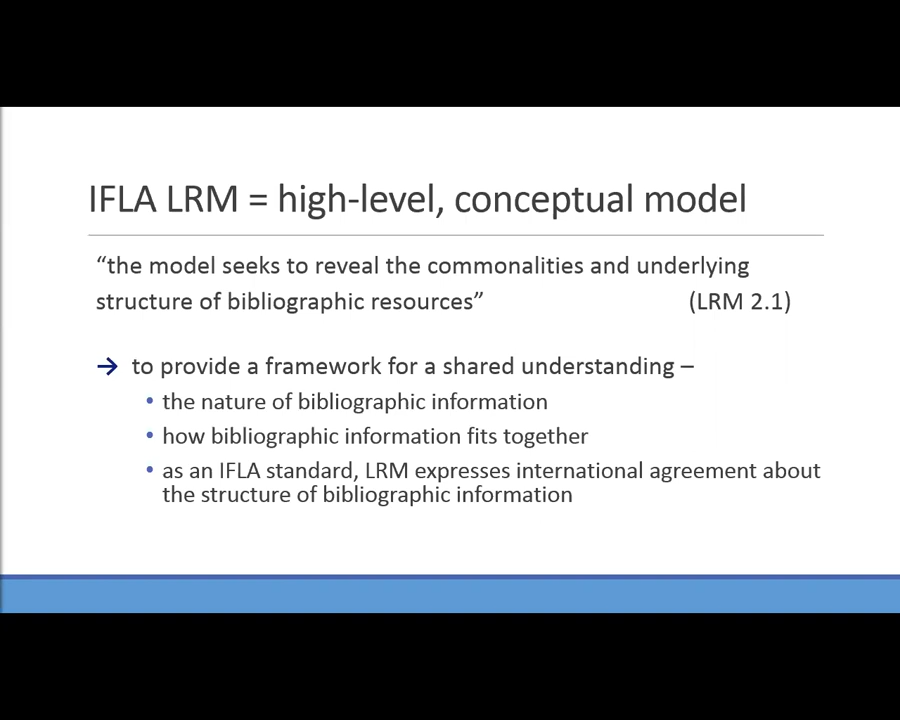 IFLA LRM = high-level, conceptual model
“the model seeks to reveal the commonalities and underlying
structure of bibliographic resources” (LRM 2.1)
→ to provide a framework for a shared understanding –
• the nature of bibliographic information
• how bibliographic information fits together
• as an IFLA standard, LRM expresses international agreement about
the structure of bibliographic information